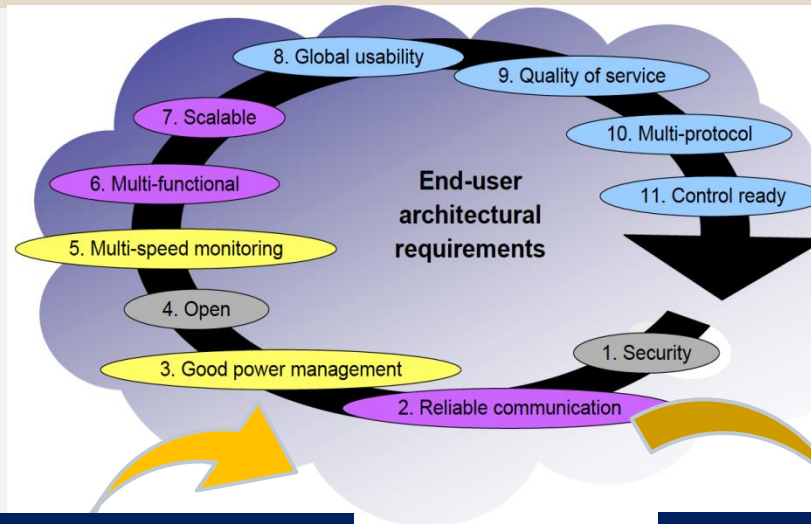 8. Global usability
9. Quality of service
7. Scalable
10. Multi-protocol
6. Multi-functional
End-user
architectural
requirements
11. Control ready
5. Multi-speed monitoring
4. Open
3. Good power management
1. Security
2. Reliable communication